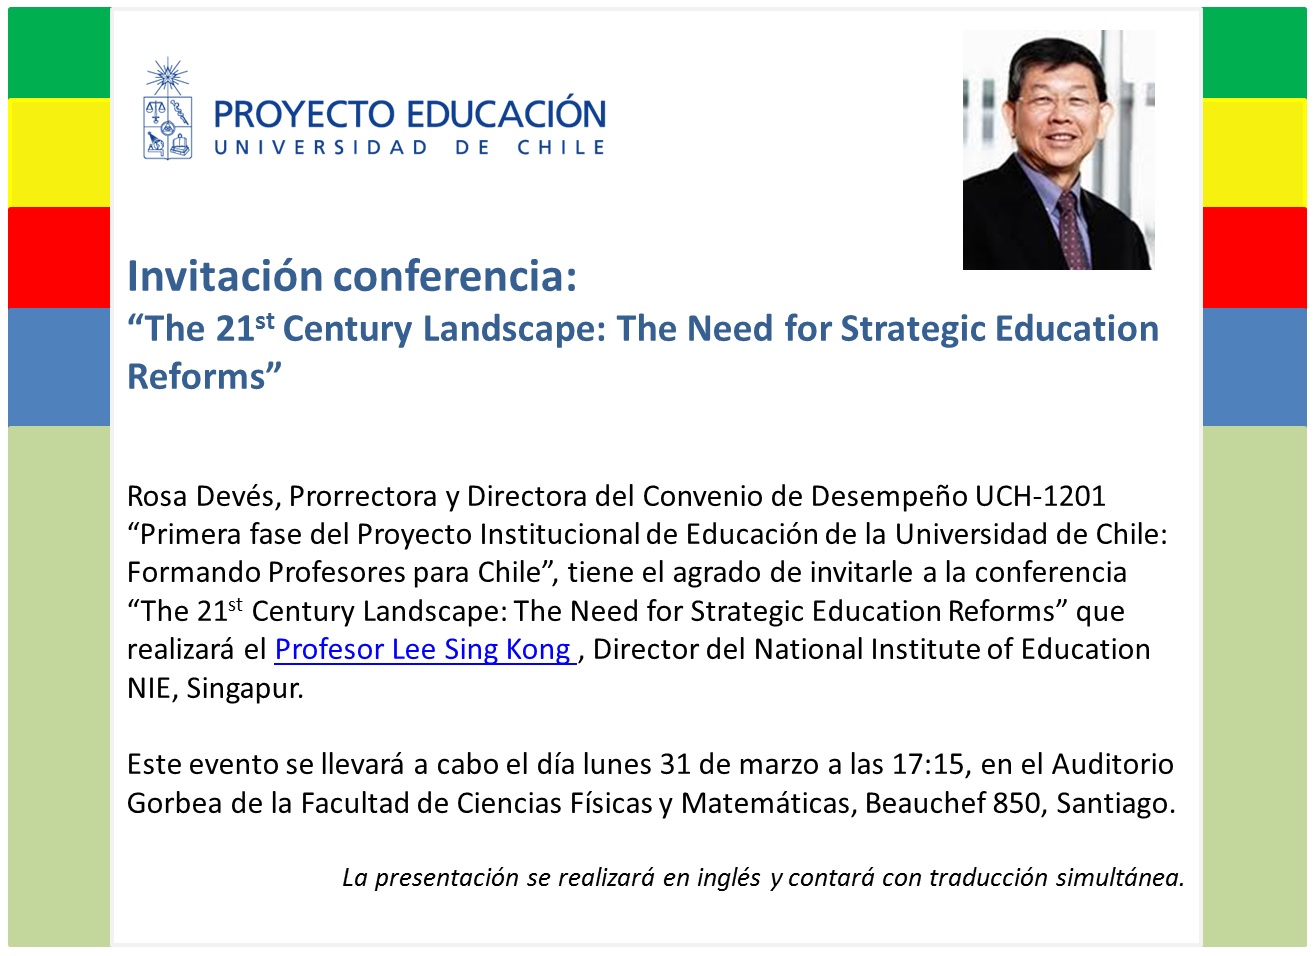 PROYECTO EDUCACIÓN
UNIVERSIDAD DE CHILE
Invitación conferencia:
“The 21st Century Landscape: The Need for Strategic Education
Reforms”
Rosa Devés, Prorrectora y Directora del Convenio de Desempeño UCH-1201
“Primera fase del Proyecto Institucional de Educación de la Universidad de Chile:
Formando Profesores para Chile”, tiene el agrado de invitarle a la conferencia
“The 21st Century Landscape: The Need for Strategic Education Reforms” que
realizará el Profesor Lee Sing Kong , Director del National Institute of Education
NIE, Singapur.
Este evento se llevará a cabo el día lunes 31 de marzo a las 17:15, en el Auditorio
Gorbea de la Facultad de Ciencias Físicas y Matemáticas, Beauchef 850, Santiago.
La presentación se realizará en inglés y contará con traducción simultánea.